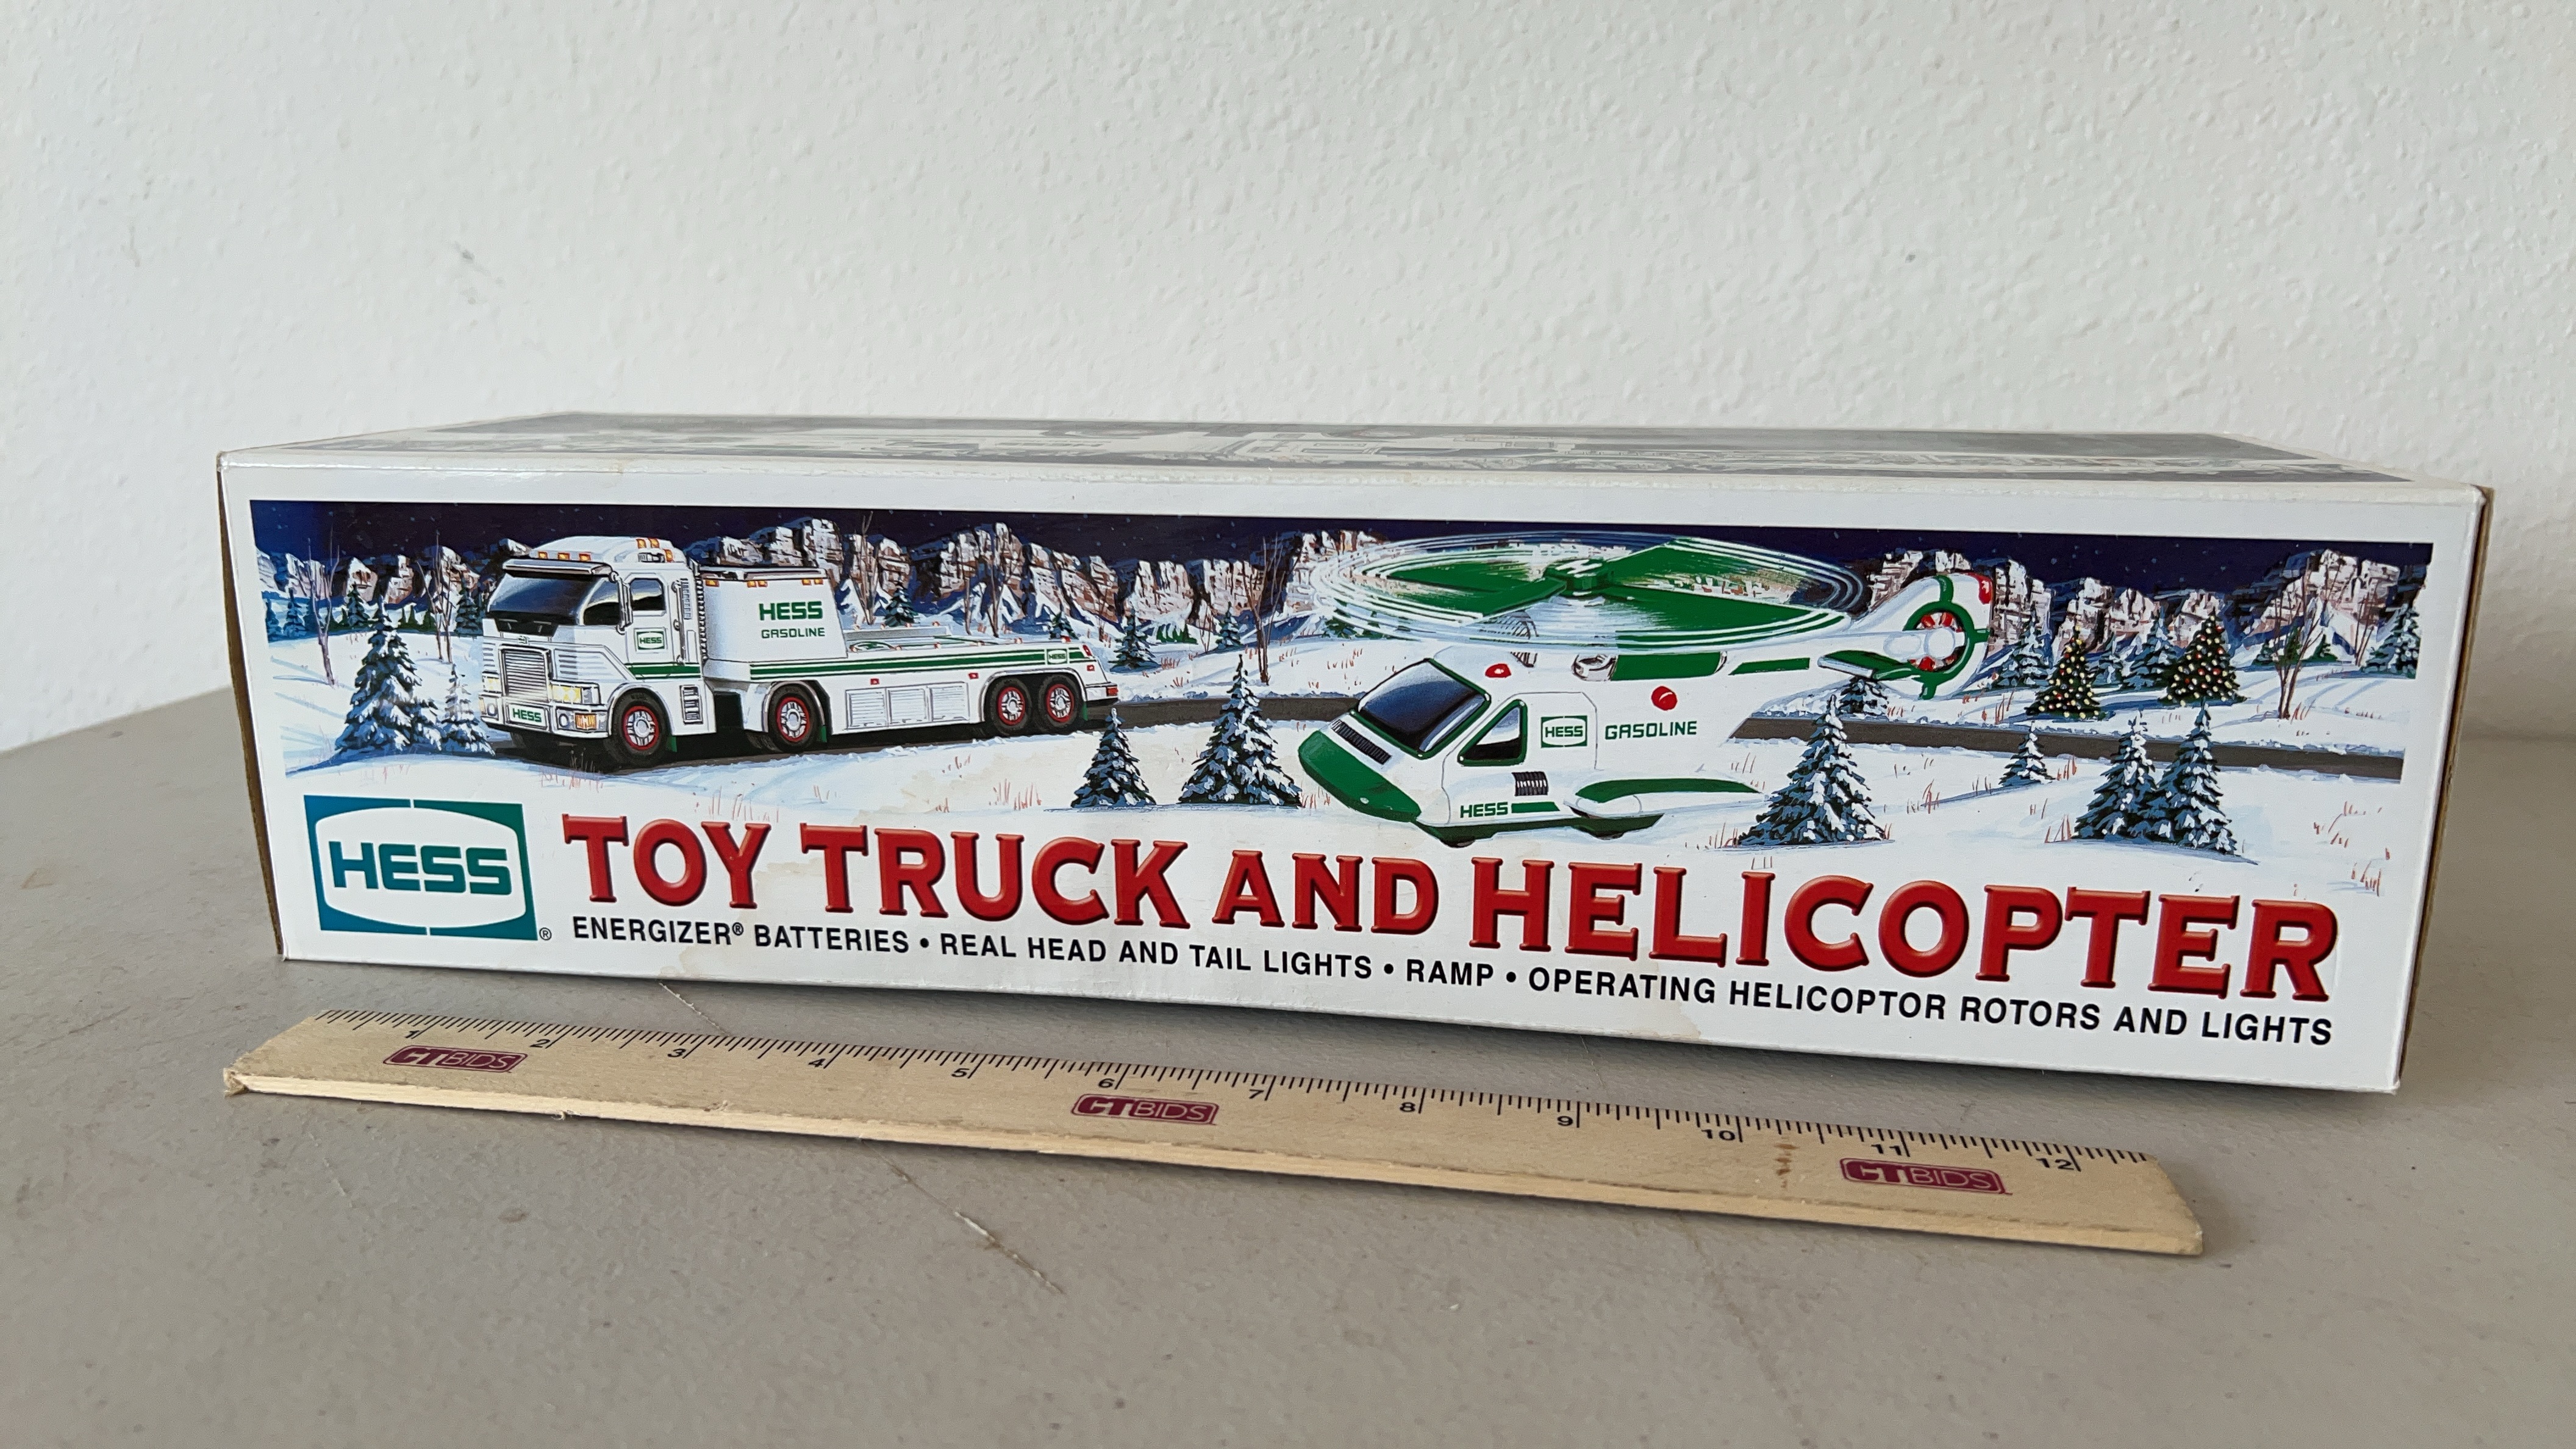 HESS
GASOLINE
HESS
HESS
HESS
HESS
GASOLINE
HESS
HESS®
TOY TRUCK AND HELICOPTER
ENERGIZER® BATTERIES • REAL HEAD AND TAIL LIGHTS • RAMP • OPERATING HELICOPTOR ROTORS AND LIGHTS
1 2 3 4 5 6 7 8 9 10 11 12
CTBIDS CTBIDS CTBIDS